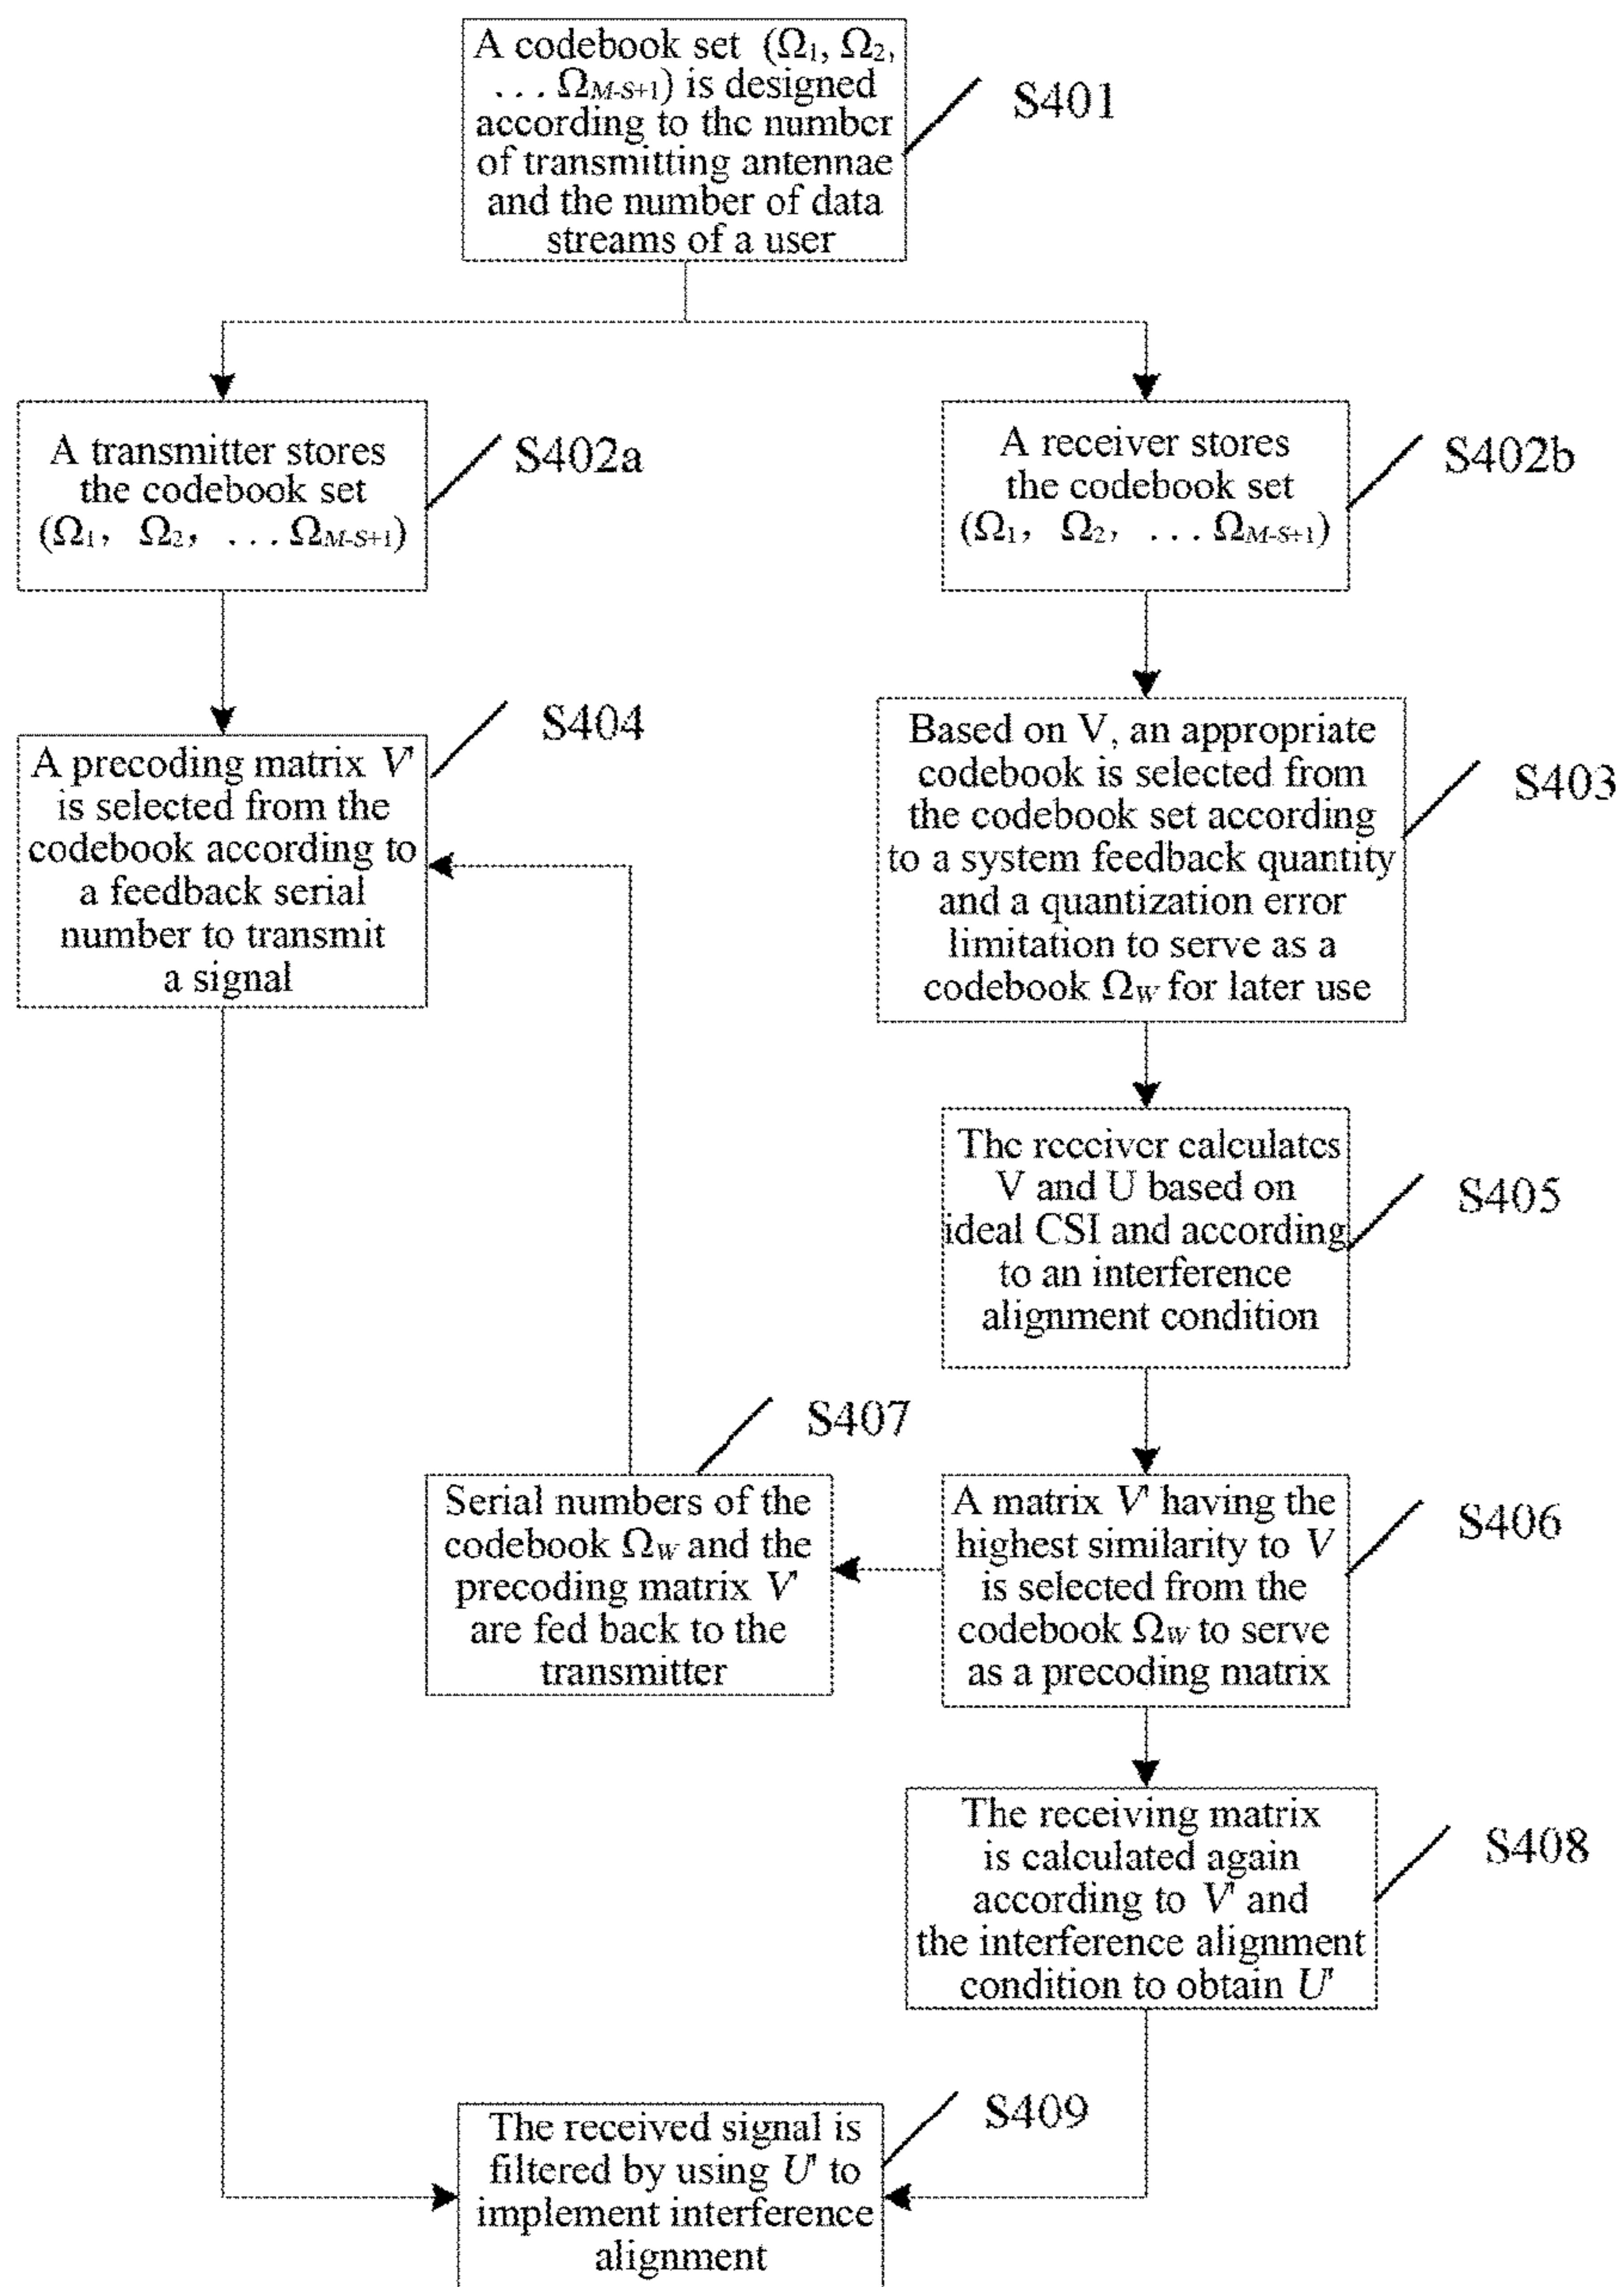 A codebook set (Ω1, Ω2,
... ΩM-S+1) is designed
according to the number
of transmitting antennae
and the number of data
streams of a user
S401
A transmitter stores
the codebook set
(Ω1, Ω2, ... ΩM-S+1)
S402a
A receiver stores
the codebook set
(Ω1, Ω2, ... ΩM-S+1)
S402b
A precoding matrix V'
is selected from the
codebook according to
a feedback serial
number to transmit
a signal
S404
Based on V, an appropriate
codebook is selected from
the codebook set according
to a system feedback quantity
and a quantization error
limitation to serve as a
codebook ΩW for later use
S403
The receiver calculates
V and U based on
ideal CSI and according
to an interference
alignment condition
S405
Serial numbers of the
codebook ΩW and the
precoding matrix V'
are fed back to the
transmitter
S407
A matrix V' having the
highest similarity to V
is selected from the
codebook ΩW to serve
as a precoding matrix
S406
The receiving matrix
is calculated again
according to V' and
the interference alignment
condition to obtain U'
S408
The received signal is
filtered by using U' to
implement interference
alignment
S409